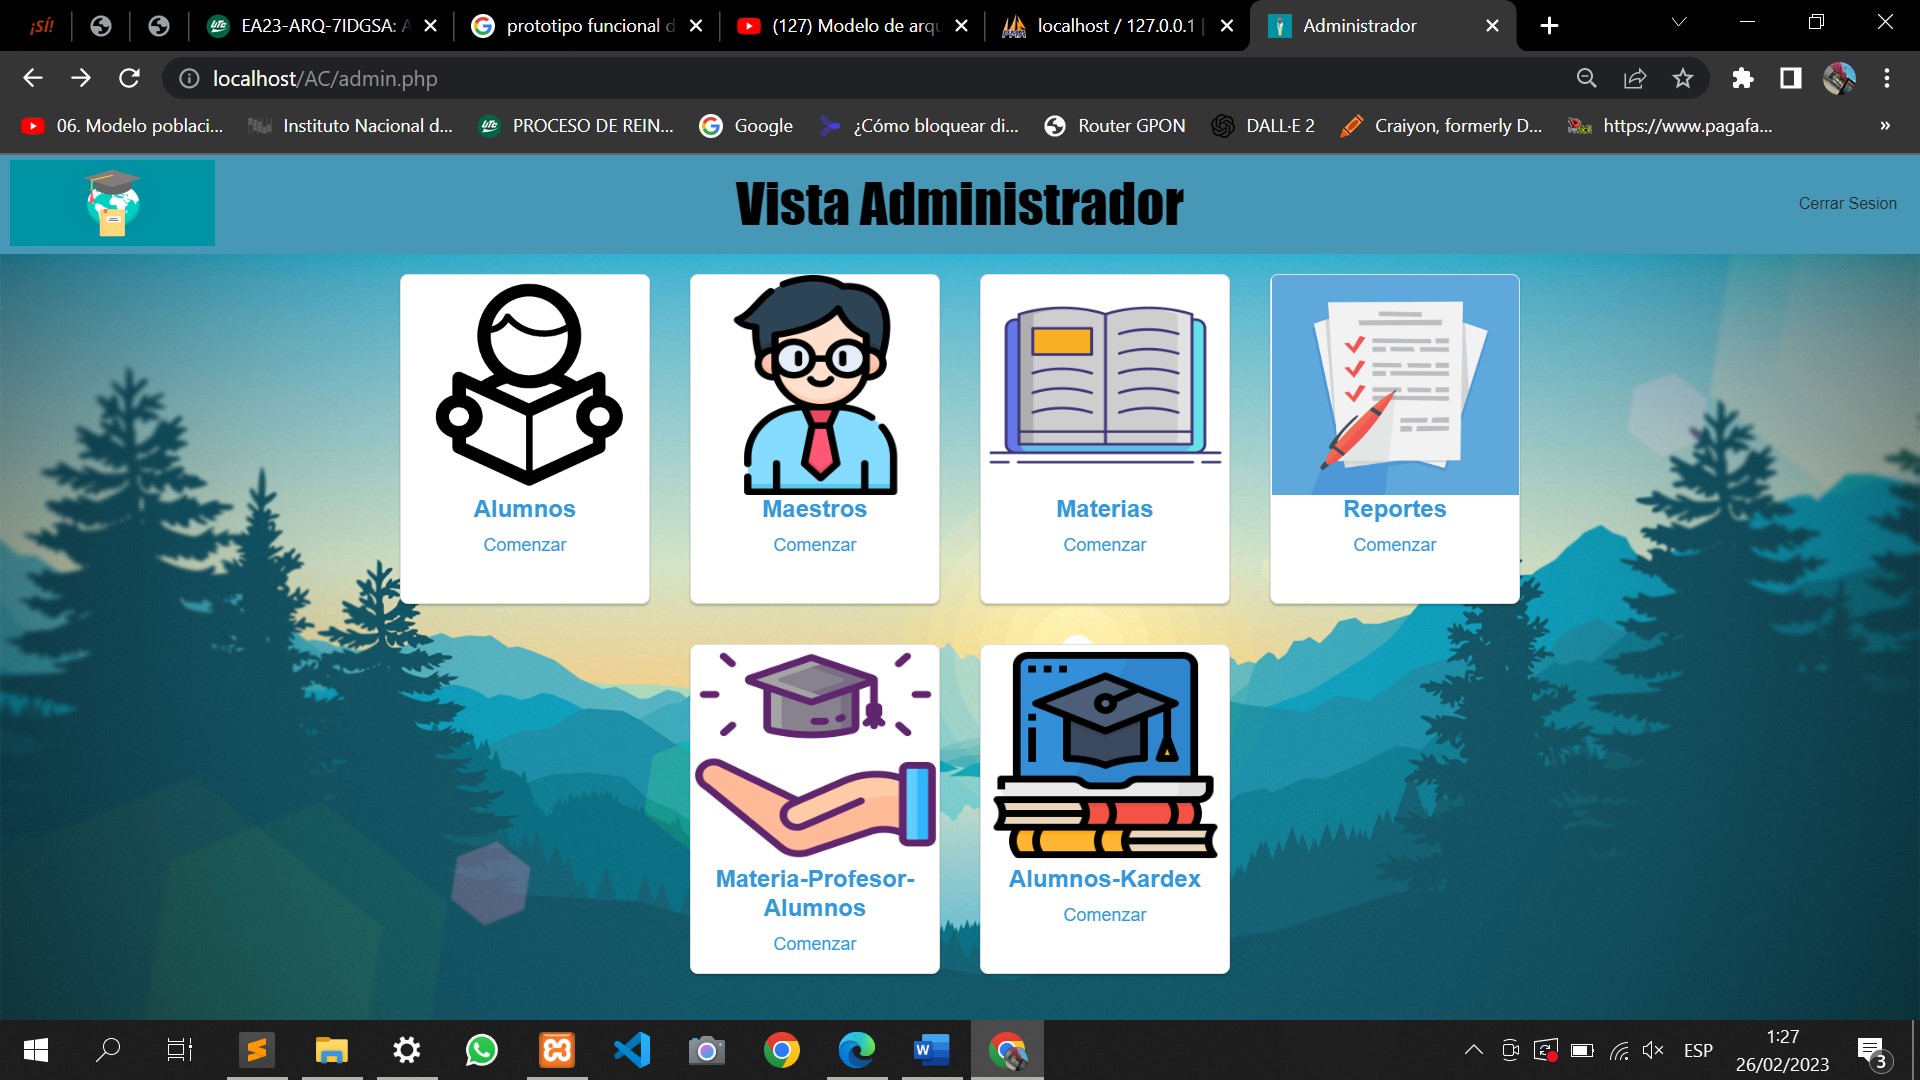 ¡SÍ!
EA23-ARQ-7IDGSA: A
prototipo funcional d
(127) Modelo de arqu
localhost / 127.0.0.1 |
Administrador
localhost/AC/admin.php
06. Modelo poblaci...
Instituto Nacional d...
PROCESO DE REIN...
Google
¿Cómo bloquear di...
Router GPON
DALL·E 2
Craiyon, formerly D...
https://www.pagafa...
»
Vista Administrador
Cerrar Sesion
Alumnos
Comenzar
Maestros
Comenzar
Materias
Comenzar
Reportes
Comenzar
Materia-Profesor-
Alumnos
Comenzar
Alumnos-Kardex
Comenzar
ESP
1:27
26/02/2023
3